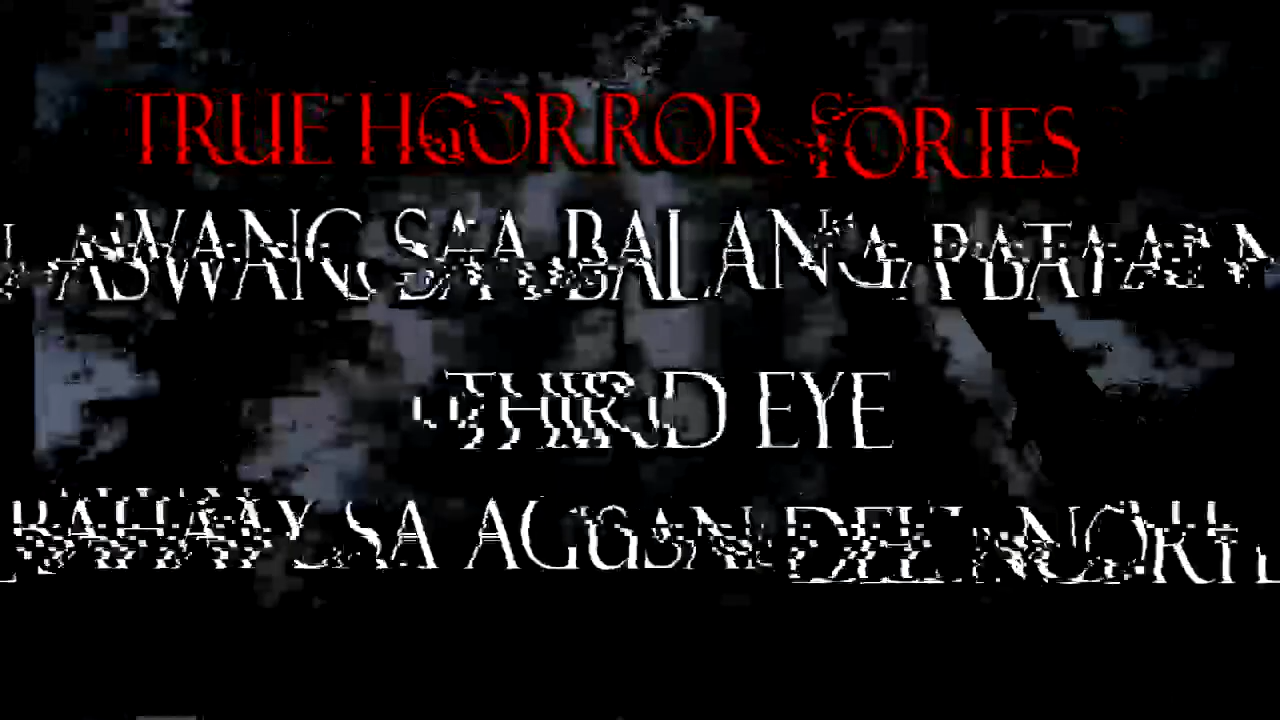 TRUE HORROR STORIES
ASWANG SA BALANGA BATAAN
THIRD EYE
BAHAY SA AGUSAN DEL NORTE